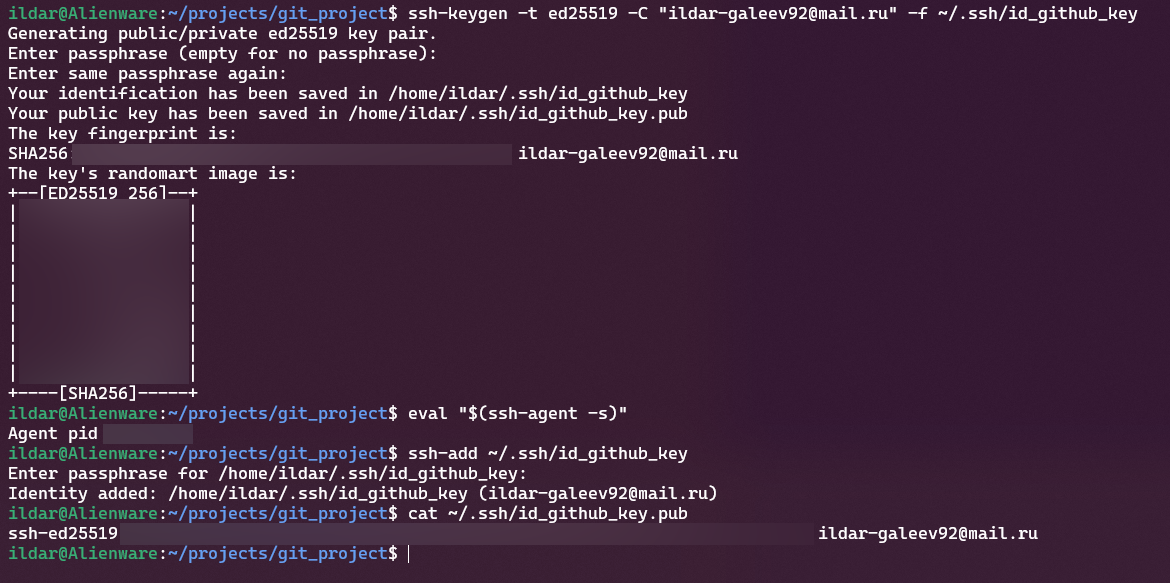 ildar@Alienware:~/projects/git_project$ ssh-keygen -t ed25519 -C "ildar-galeev92@mail.ru" -f ~/.ssh/id_github_key
Generating public/private ed25519 key pair.
Enter passphrase (empty for no passphrase):
Enter same passphrase again:
Your identification has been saved in /home/ildar/.ssh/id_github_key
Your public key has been saved in /home/ildar/.ssh/id_github_key.pub
The key fingerprint is:
SHA256: ildar-galeev92@mail.ru
The key's randomart image is:
+--[ED25519 256]--+
| |
| |
| |
| |
| |
| |
| |
| |
| |
+----[SHA256]-----+
ildar@Alienware:~/projects/git_project$ eval "$(ssh-agent -s)"
Agent pid
ildar@Alienware:~/projects/git_project$ ssh-add ~/.ssh/id_github_key
Enter passphrase for /home/ildar/.ssh/id_github_key:
Identity added: /home/ildar/.ssh/id_github_key (ildar-galeev92@mail.ru)
ildar@Alienware:~/projects/git_project$ cat ~/.ssh/id_github_key.pub
ssh-ed25519 ildar-galeev92@mail.ru
ildar@Alienware:~/projects/git_project$